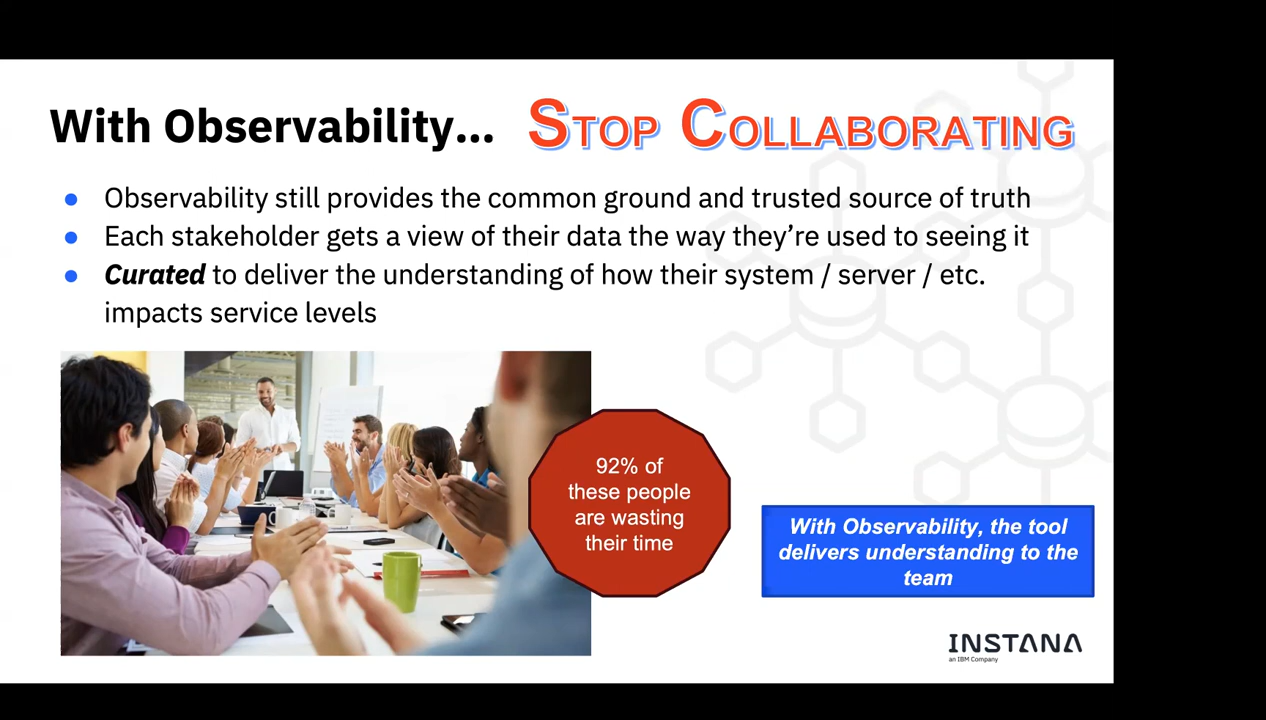 With Observability... STOP COLLABORATING
● Observability still provides the common ground and trusted source of truth
● Each stakeholder gets a view of their data the way they’re used to seeing it
● Curated to deliver the understanding of how their system / server / etc.
impacts service levels
92% of
these people
are wasting
their time
With Observability, the tool
delivers understanding to the
team
INSTANA
an IBM Company